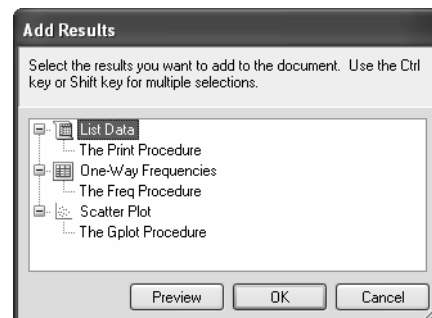 Add Results
Select the results you want to add to the document. Use the Ctrl
key or Shift key for multiple selections.
List Data
The Print Procedure
One-Way Frequencies
The Freq Procedure
Scatter Plot
The Gplot Procedure
Preview
OK
Cancel